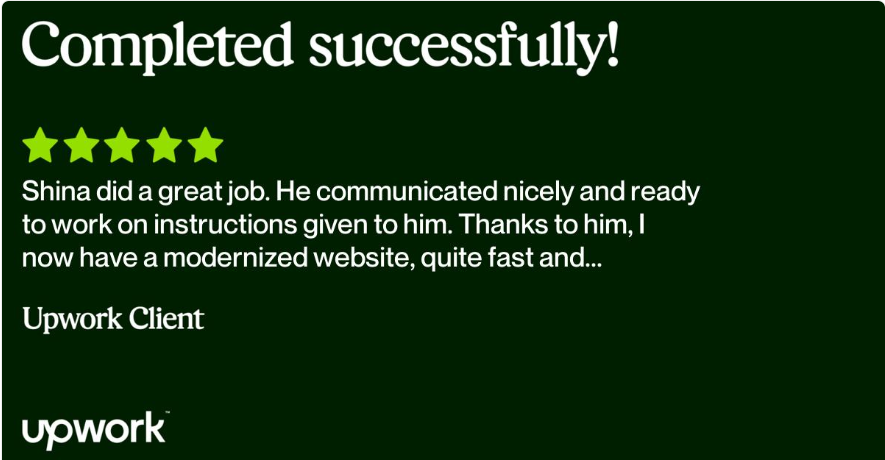 Completed successfully!
Shina did a great job. He communicated nicely and ready
to work on instructions given to him. Thanks to him, I
now have a modernized website, quite fast and...
Upwork Client
upwork™